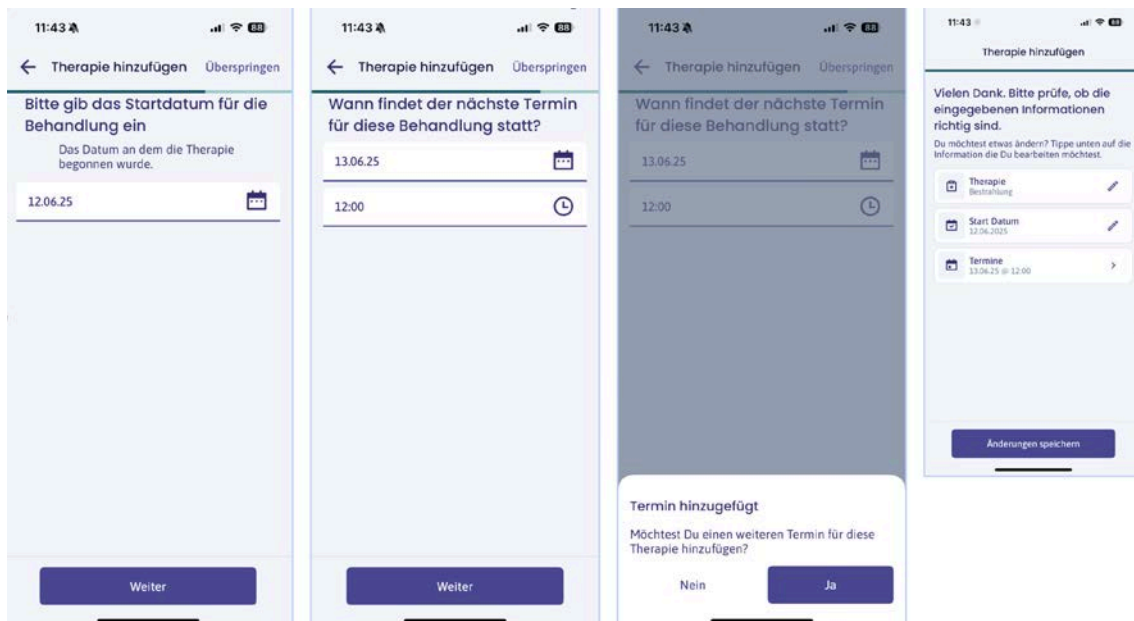 11:43
88
Therapie hinzufügen
Überspringen
Bitte gib das Startdatum für die
Behandlung ein
Das Datum an dem die Therapie
begonnen wurde.
12.06.25
Weiter
11:43
88
Therapie hinzufügen
Überspringen
Wann findet der nächste Termin
für diese Behandlung statt?
13.06.25
12:00
Weiter
11:43
88
Therapie hinzufügen
Überspringen
Wann findet der nächste Termin
für diese Behandlung statt?
13.06.25
12:00
Termin hinzugefügt
Möchtest Du einen weiteren Termin für diese
Therapie hinzufügen?
Nein
Ja
11:43
88
Therapie hinzufügen
Vielen Dank. Bitte prüfe, ob die
eingegebenen Informationen
richtig sind.
Du möchtest etwas ändern? Tippe unten auf die
Information die Du bearbeiten möchtest.
Therapie
Bestrahlung
Start Datum
12.06.2025
Termine
13.06.25 @ 12:00
Änderungen speichern